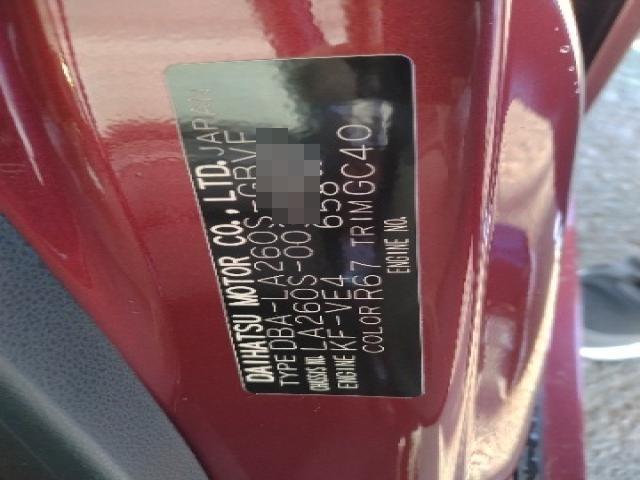 DAIHATSU MOTOR CO., LTD. JAPAN
TYPE DBA-LA260S-GBVF
CHASSIS NO. LA260S-00
ENGINE KF-VE4 658
COLOR R67 TRIM GC40
ENGINE NO.